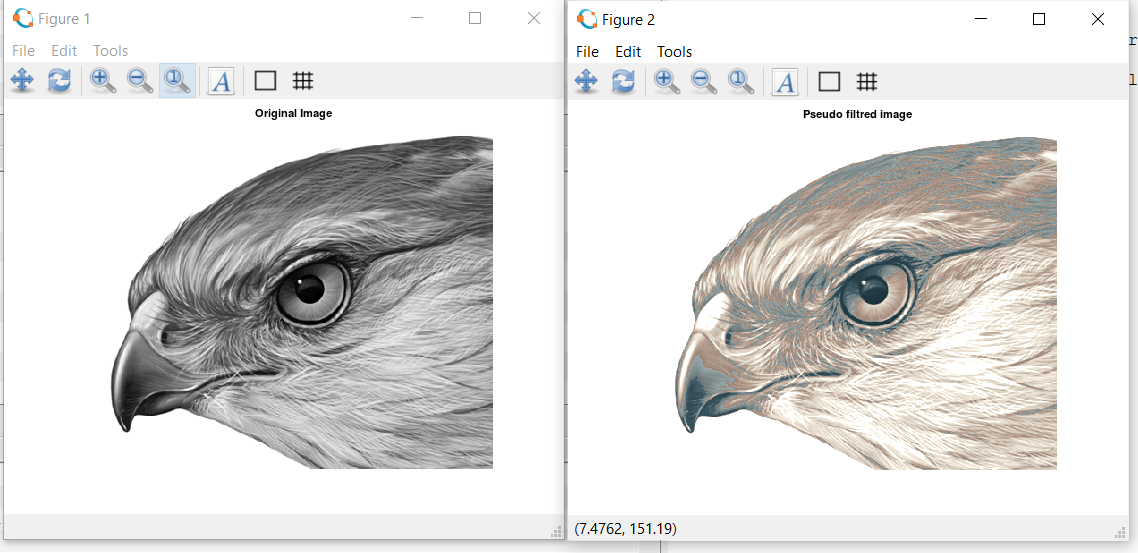 Figure 1
File Edit Tools
A
Original Image
Figure 2
File Edit Tools
A
Pseudo filtred image
(7.4762, 151.19)
r
l